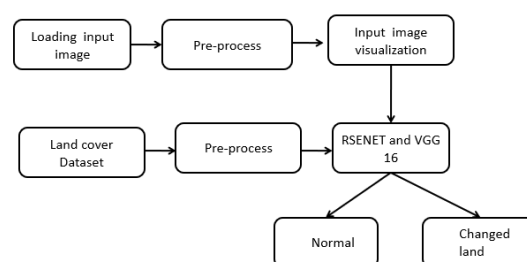 Loading input
image
Pre-process
Input image
visualization
Land cover
Dataset
Pre-process
RSENET and VGG
16
Normal
Changed
land